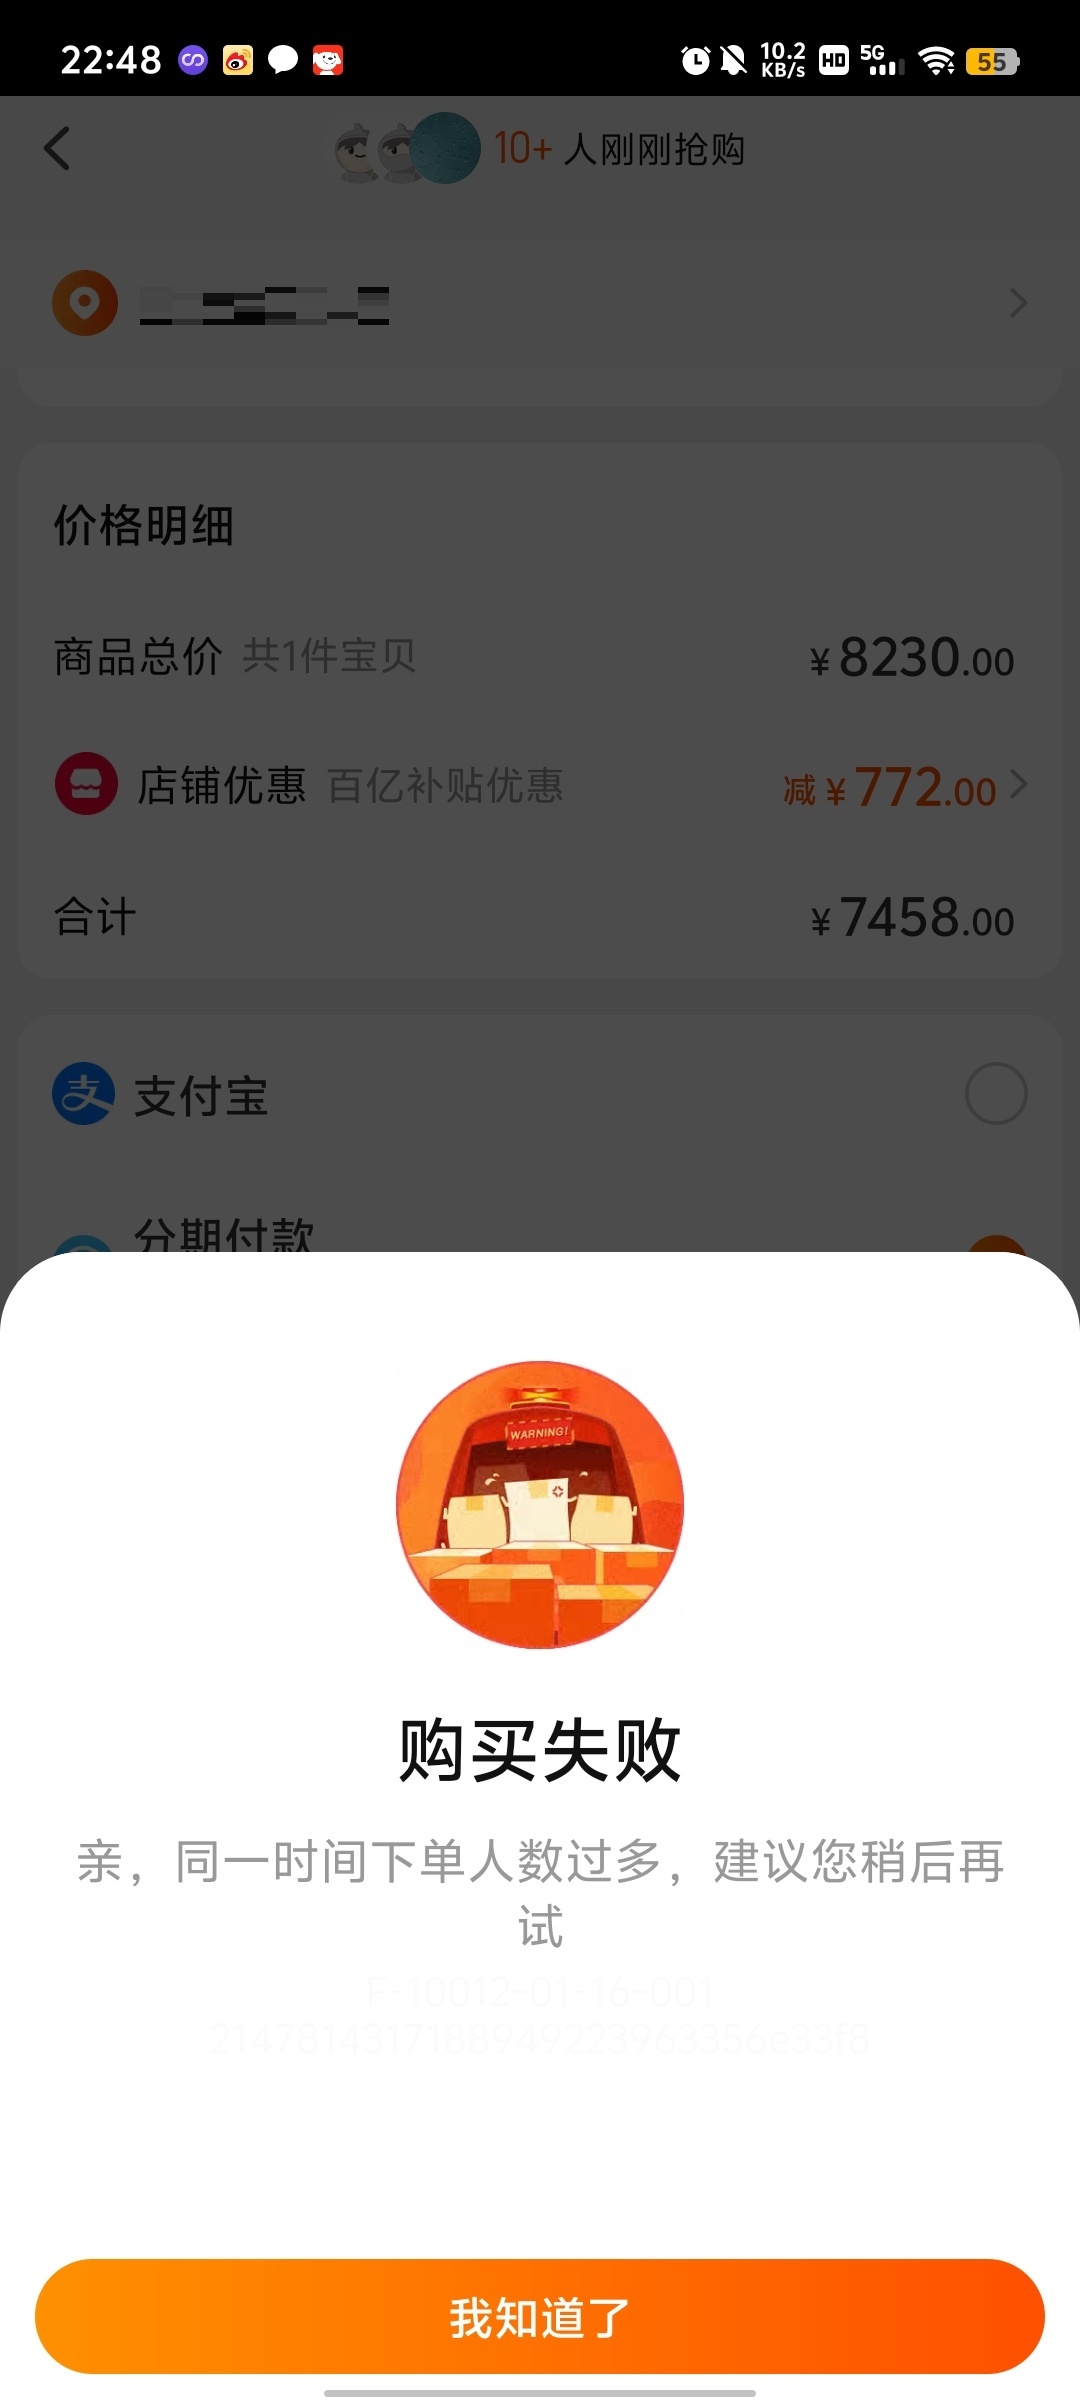 22:48
10.2
KB/s
HD
5G
55
10+ 人刚刚抢购
价格明细
商品总价 共1件宝贝 ¥8230.00
店铺优惠 百亿补贴优惠 减¥772.00
合计 ¥7458.00
支 支付宝
分期付款
WARNING!
购买失败
亲，同一时间下单人数过多，建议您稍后再
试
F-10012-01-16-001
2147814317188949223963356e33f8
我知道了